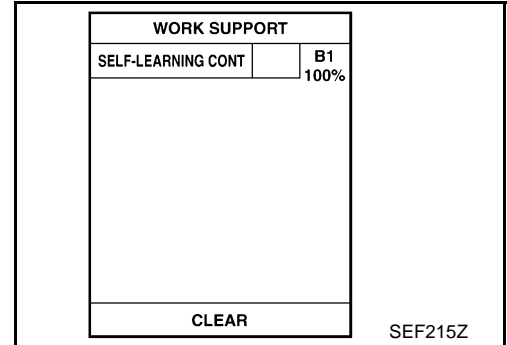 WORK SUPPORT
SELF-LEARNING CONT B1
100%
CLEAR
SEF215Z